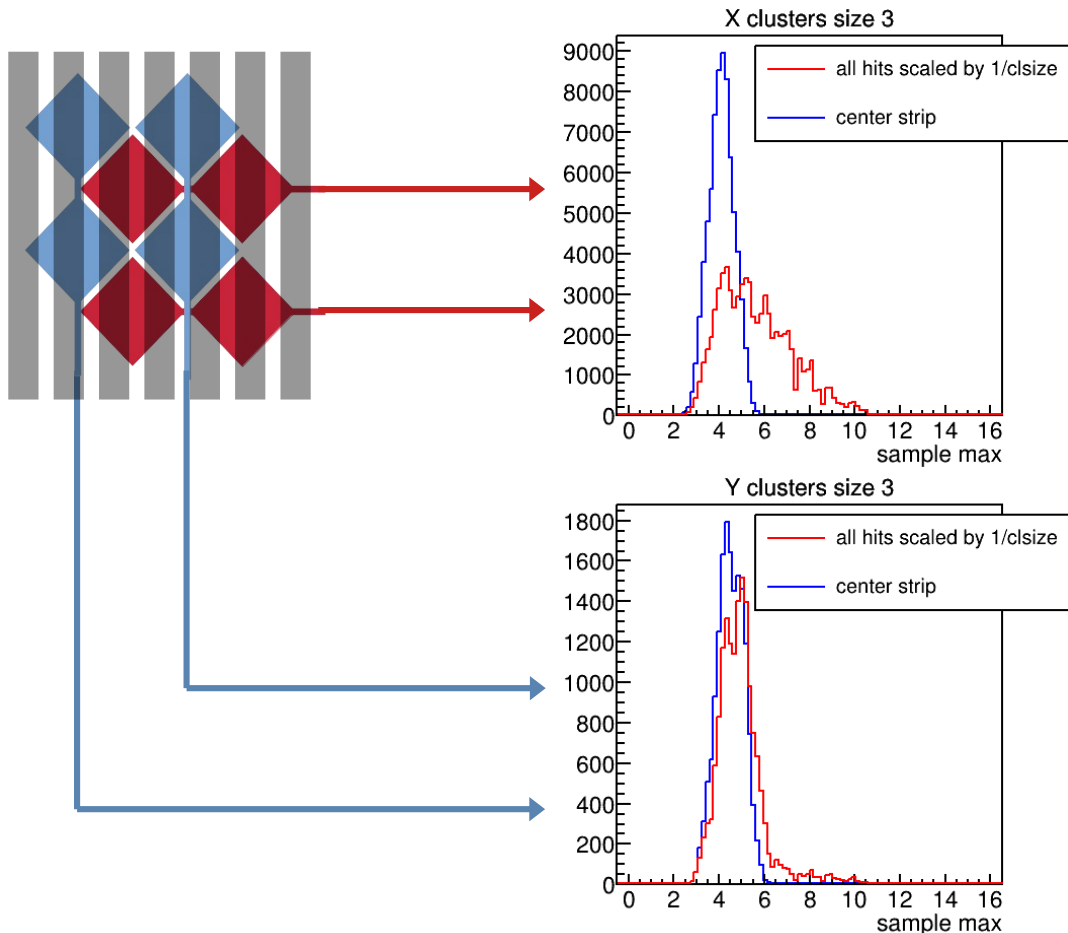 X clusters size 3
9000
8000
7000
6000
5000
4000
3000
2000
1000
0
all hits scaled by 1/clsize
center strip
0 2 4 6 8 10 12 14 16
sample max
Y clusters size 3
1800
1600
1400
1200
1000
800
600
400
200
0
all hits scaled by 1/clsize
center strip
0 2 4 6 8 10 12 14 16
sample max